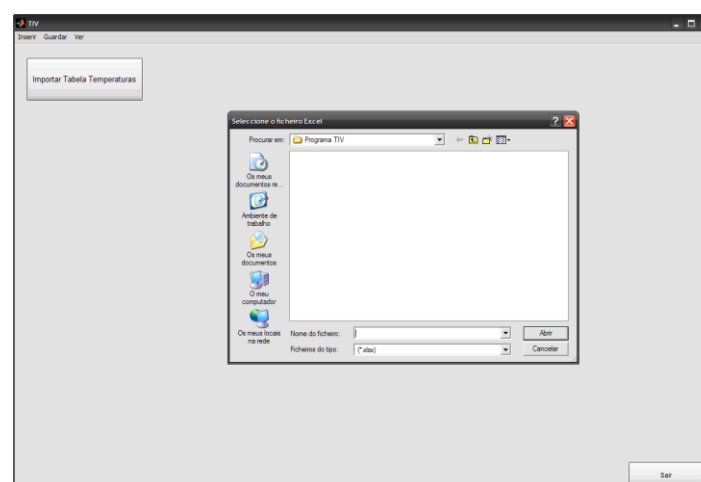 TIV
Inserir Guardar Ver
Importar Tabela Temperaturas
Seleccione o ficheiro Excel
Procurar em: Programa TIV
Os meus
documentos re...
Ambiente de
trabalho
Os meus
documentos
O meu
computador
Os meus locais
na rede
Nome do ficheiro:
Abrir
Ficheiros do tipo: (*.xlsx)
Cancelar
Sair